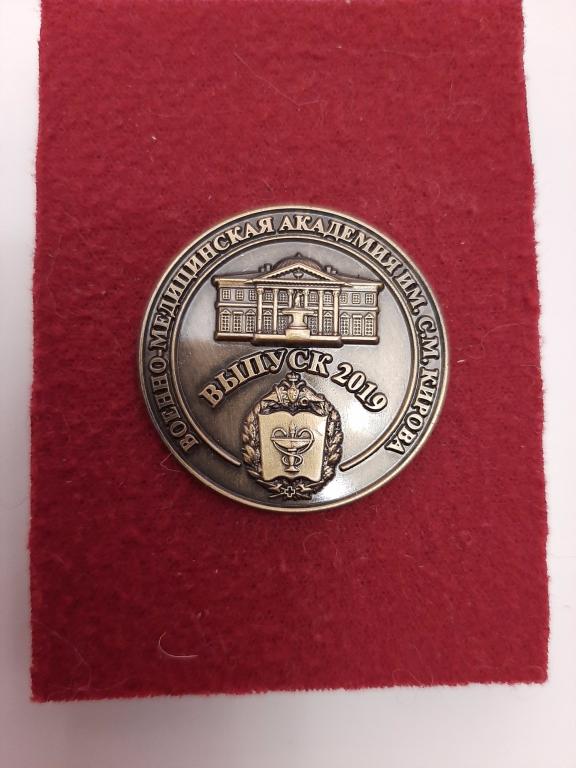 ВОЕННО-МЕДИЦИНСКАЯ АКАДЕМИЯ ИМ. С.М. КИРОВА
ВЫПУСК 2019